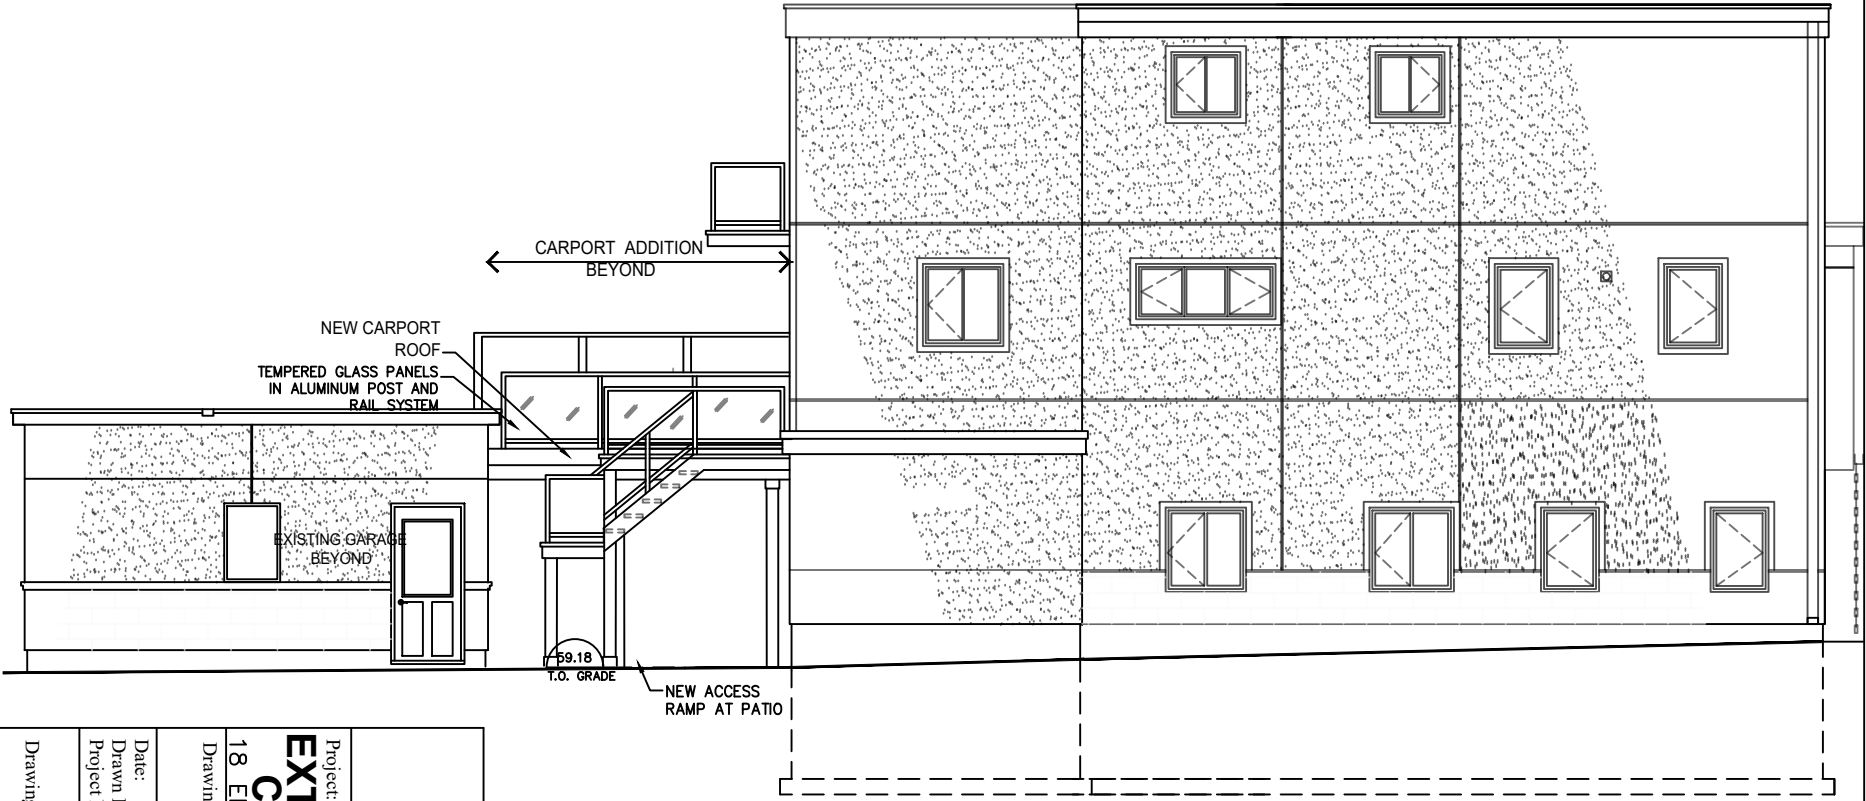 CARPORT ADDITION
BEYOND
NEW CARPORT
ROOF
TEMPERED GLASS PANELS
IN ALUMINUM POST AND
RAIL SYSTEM
EXISTING GARAGE
BEYOND
59.18
T.O. GRADE
NEW ACCESS
RAMP AT PATIO
Project:
EXT
C
18 E
Drawin
Date:
Drawn
Project
Drawing